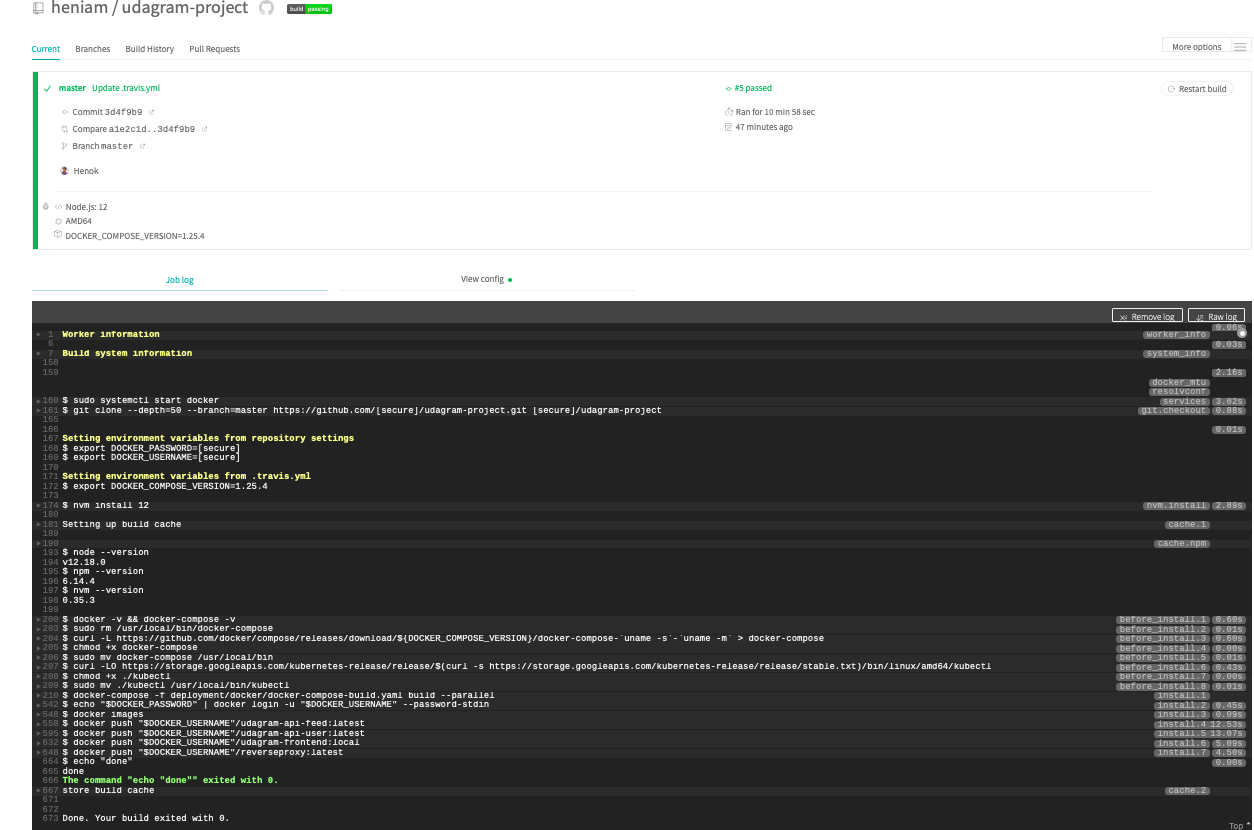 heniam / udagram-project build passing
Current Branches Build History Pull Requests More options
master Update .travis.yml #5 passed Restart build
Commit 3d4f9b9 Ran for 10 min 58 sec
Compare a1e2c1d..3d4f9b9 47 minutes ago
Branch master
Henok
</> Node.js: 12
AMD64
DOCKER_COMPOSE_VERSION=1.25.4
Job log View config
Remove log Raw log
0.06s
1 Worker information worker_info
6 0.03s
7 Build system information system_info
158
159 2.16s
docker_mtu
resolvconf
160 $ sudo systemctl start docker services 3.02s
161 $ git clone --depth=50 --branch=master https://github.com/[secure]/udagram-project.git [secure]/udagram-project git.checkout 0.88s
165
166 0.01s
167 Setting environment variables from repository settings
168 $ export DOCKER_PASSWORD=[secure]
169 $ export DOCKER_USERNAME=[secure]
170
171 Setting environment variables from .travis.yml
172 $ export DOCKER_COMPOSE_VERSION=1.25.4
173
174 $ nvm install 12 nvm.install 2.89s
180
181 Setting up build cache cache.1
189
190 cache.npm
193 $ node --version
194 v12.18.0
195 $ npm --version
196 6.14.4
197 $ nvm --version
198 0.35.3
199
200 $ docker -v && docker-compose -v before_install.1 0.60s
203 $ sudo rm /usr/local/bin/docker-compose before_install.2 0.01s
204 $ curl -L https://github.com/docker/compose/releases/download/${DOCKER_COMPOSE_VERSION}/docker-compose-`uname -s`-`uname -m` > docker-compose before_install.3 0.60s
205 $ chmod +x docker-compose before_install.4 0.00s
206 $ sudo mv docker-compose /usr/local/bin before_install.5 0.01s
207 $ curl -LO https://storage.googleapis.com/kubernetes-release/release/$(curl -s https://storage.googleapis.com/kubernetes-release/release/stable.txt)/bin/linux/amd64/kubectl before_install.6 0.43s
208 $ chmod +x ./kubectl before_install.7 0.00s
209 $ sudo mv ./kubectl /usr/local/bin/kubectl before_install.8 0.01s
210 $ docker-compose -f deployment/docker/docker-compose-build.yaml build --parallel install.1
542 $ echo "$DOCKER_PASSWORD" | docker login -u "$DOCKER_USERNAME" --password-stdin install.2 0.45s
548 $ docker images install.3 0.09s
558 $ docker push "$DOCKER_USERNAME"/udagram-api-feed:latest install.4 12.53s
595 $ docker push "$DOCKER_USERNAME"/udagram-api-user:latest install.5 13.07s
632 $ docker push "$DOCKER_USERNAME"/udagram-frontend:local install.6 5.09s
648 $ docker push "$DOCKER_USERNAME"/reverseproxy:latest install.7 4.50s
664 $ echo "done" 0.00s
665 done
666 The command "echo "done"" exited with 0.
667 store build cache cache.2
671
672
673 Done. Your build exited with 0.
Top